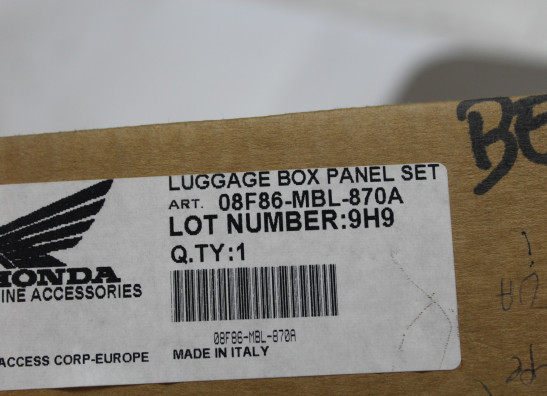 LUGGAGE BOX PANEL SET
ART. 08F86-MBL-870A
LOT NUMBER:9H9
Q.TY:1
HONDA
INE ACCESSORIES
08F86-MBL-870A
ACCESS CORP-EUROPE
MADE IN ITALY
BE